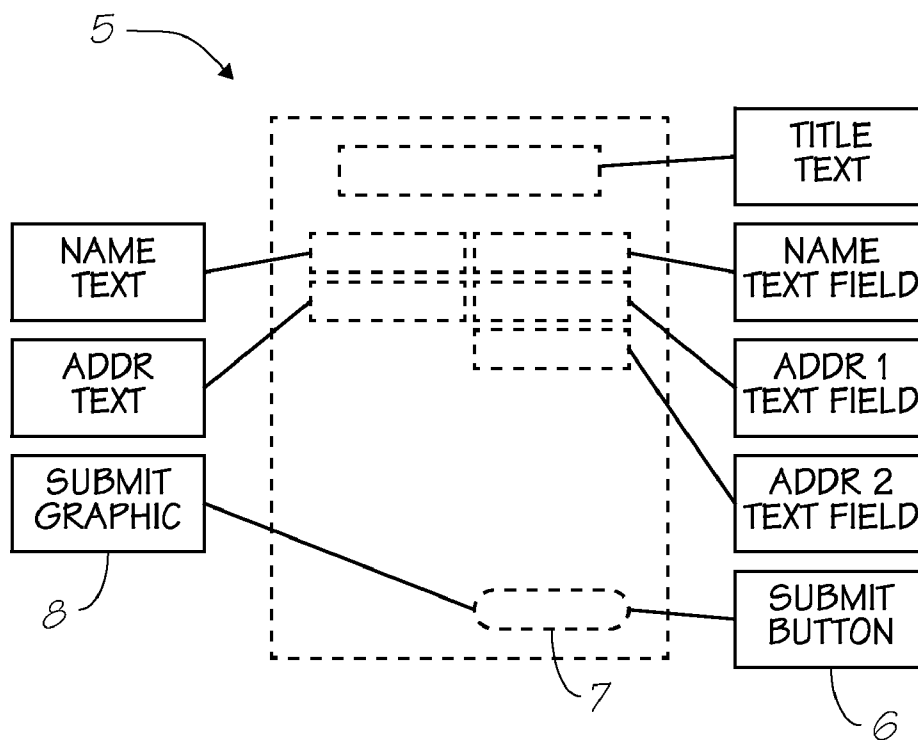 5
TITLE
TEXT
NAME
TEXT
NAME
TEXT FIELD
ADDR
TEXT
ADDR 1
TEXT FIELD
SUBMIT
GRAPHIC
ADDR 2
TEXT FIELD
8
SUBMIT
BUTTON
7
6